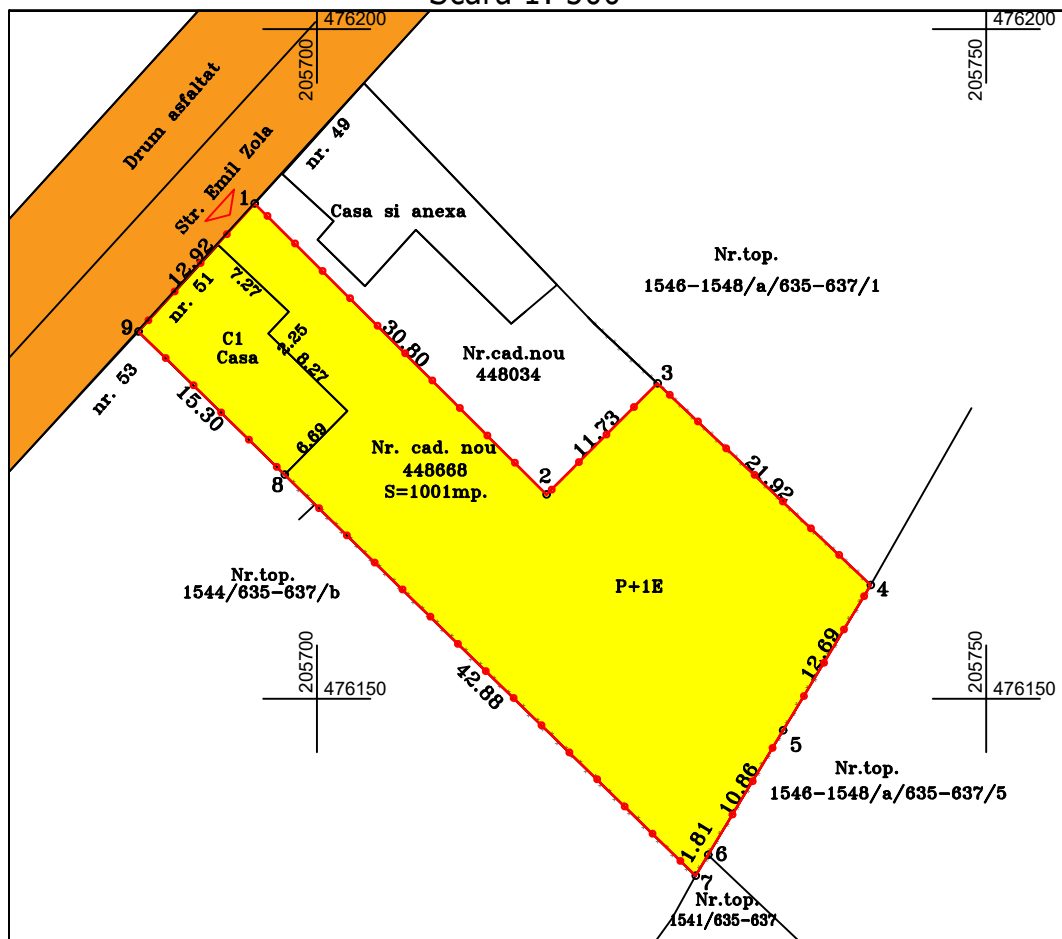 Scara 1: 500
476200
205700
476200
205750
Drum asfaltat
Str. Emil Zola
nr. 49
1
Casa si anexa
Nr.top.
1546-1548/a/635-637/1
12.92
nr. 51
7.27
9
C1
Casa
2.25
8.27
30.80
Nr.cad.nou
448034
3
nr. 53
15.30
6.69
11.73
Nr. cad. nou
448668
S=1001mp.
8
2
21.92
Nr.top.
1544/635-637/b
P+1E
4
42.88
12.69
205700
476150
205750
476150
5
Nr.top.
1546-1548/a/635-637/5
10.86
1.81
6
7
Nr.top.
1541/635-637